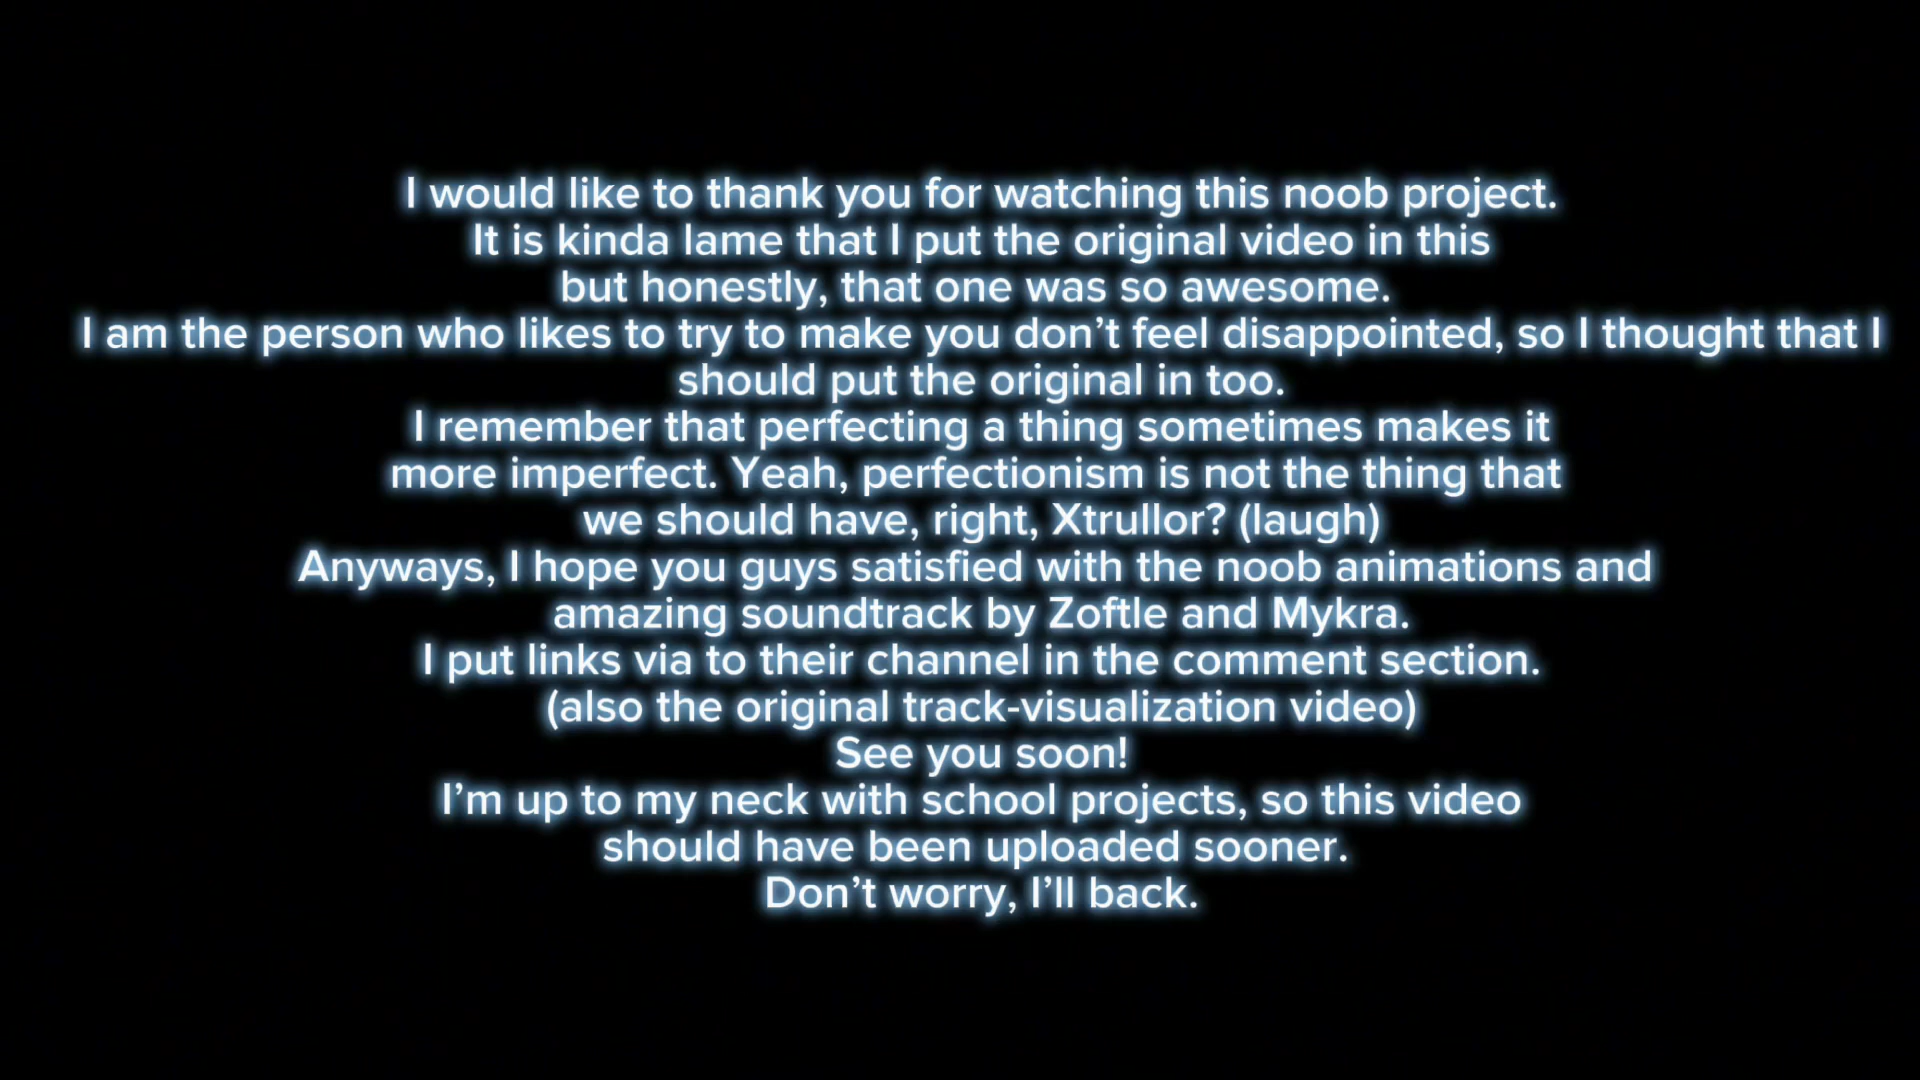 I would like to thank you for watching this noob project.
It is kinda lame that I put the original video in this
but honestly, that one was so awesome.
I am the person who likes to try to make you don’t feel disappointed, so I thought that I
should put the original in too.
I remember that perfecting a thing sometimes makes it
more imperfect. Yeah, perfectionism is not the thing that
we should have, right, Xtrullor? (laugh)
Anyways, I hope you guys satisfied with the noob animations and
amazing soundtrack by Zoftle and Mykra.
I put links via to their channel in the comment section.
(also the original track-visualization video)
See you soon!
I’m up to my neck with school projects, so this video
should have been uploaded sooner.
Don’t worry, I’ll back.